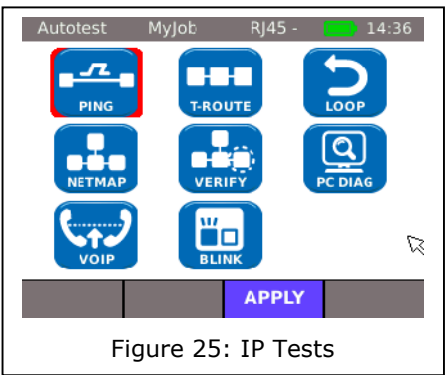 Autotest MyJob RJ45 - 14:36
PING T-ROUTE LOOP
NETMAP VERIFY PC DIAG
VOIP BLINK
APPLY
Figure 25: IP Tests